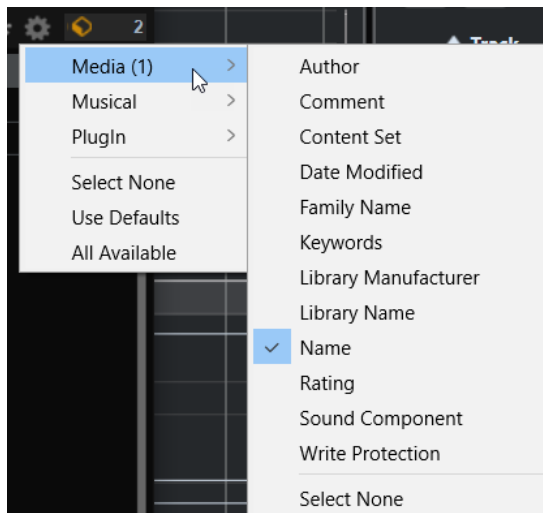 2
Track
Media (1)
Musical
PlugIn
Select None
Use Defaults
All Available
Author
Comment
Content Set
Date Modified
Family Name
Keywords
Library Manufacturer
Library Name
Name
Rating
Sound Component
Write Protection
Select None